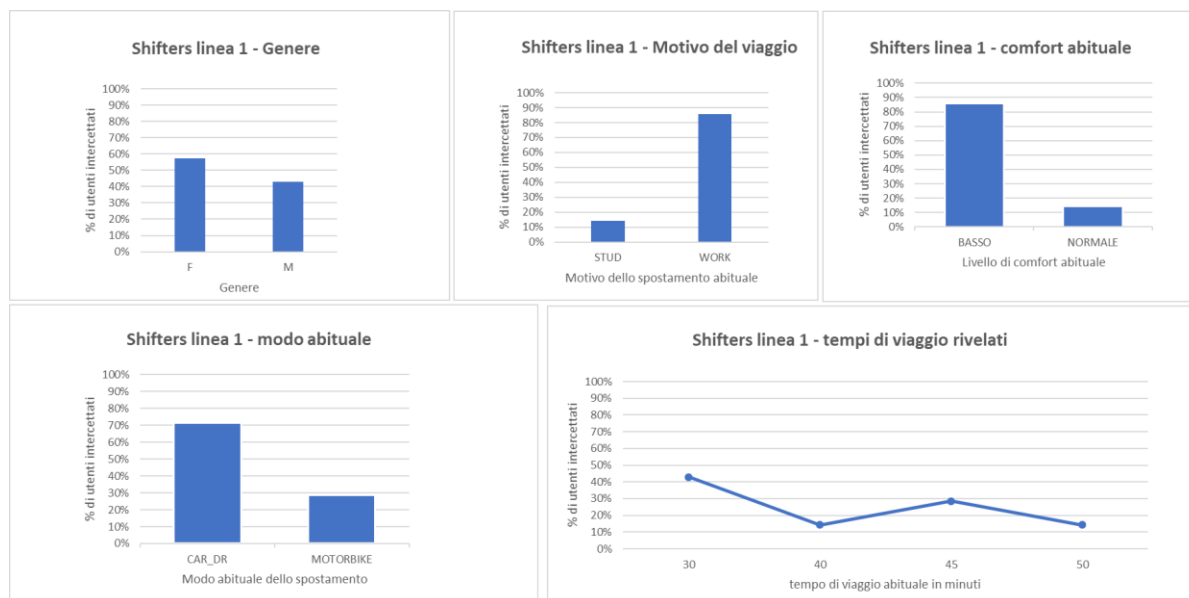 Shifters linea 1 - Genere
% di utenti intercettati
100%
90%
80%
70%
60%
50%
40%
30%
20%
10%
0%
F M
Genere
Shifters linea 1 - Motivo del viaggio
% di utenti intercettati
100%
90%
80%
70%
60%
50%
40%
30%
20%
10%
0%
STUD WORK
Motivo dello spostamento abituale
Shifters linea 1 - comfort abituale
% di utenti intercettati
100%
90%
80%
70%
60%
50%
40%
30%
20%
10%
0%
BASSO NORMALE
Livello di comfort abituale
Shifters linea 1 - modo abituale
% di utenti intercettati
100%
90%
80%
70%
60%
50%
40%
30%
20%
10%
0%
CAR_DR MOTORBIKE
Modo abituale dello spostamento
Shifters linea 1 - tempi di viaggio rivelati
% di utenti intercettati
100%
90%
80%
70%
60%
50%
40%
30%
20%
10%
0%
30 40 45 50
tempo di viaggio abituale in minuti